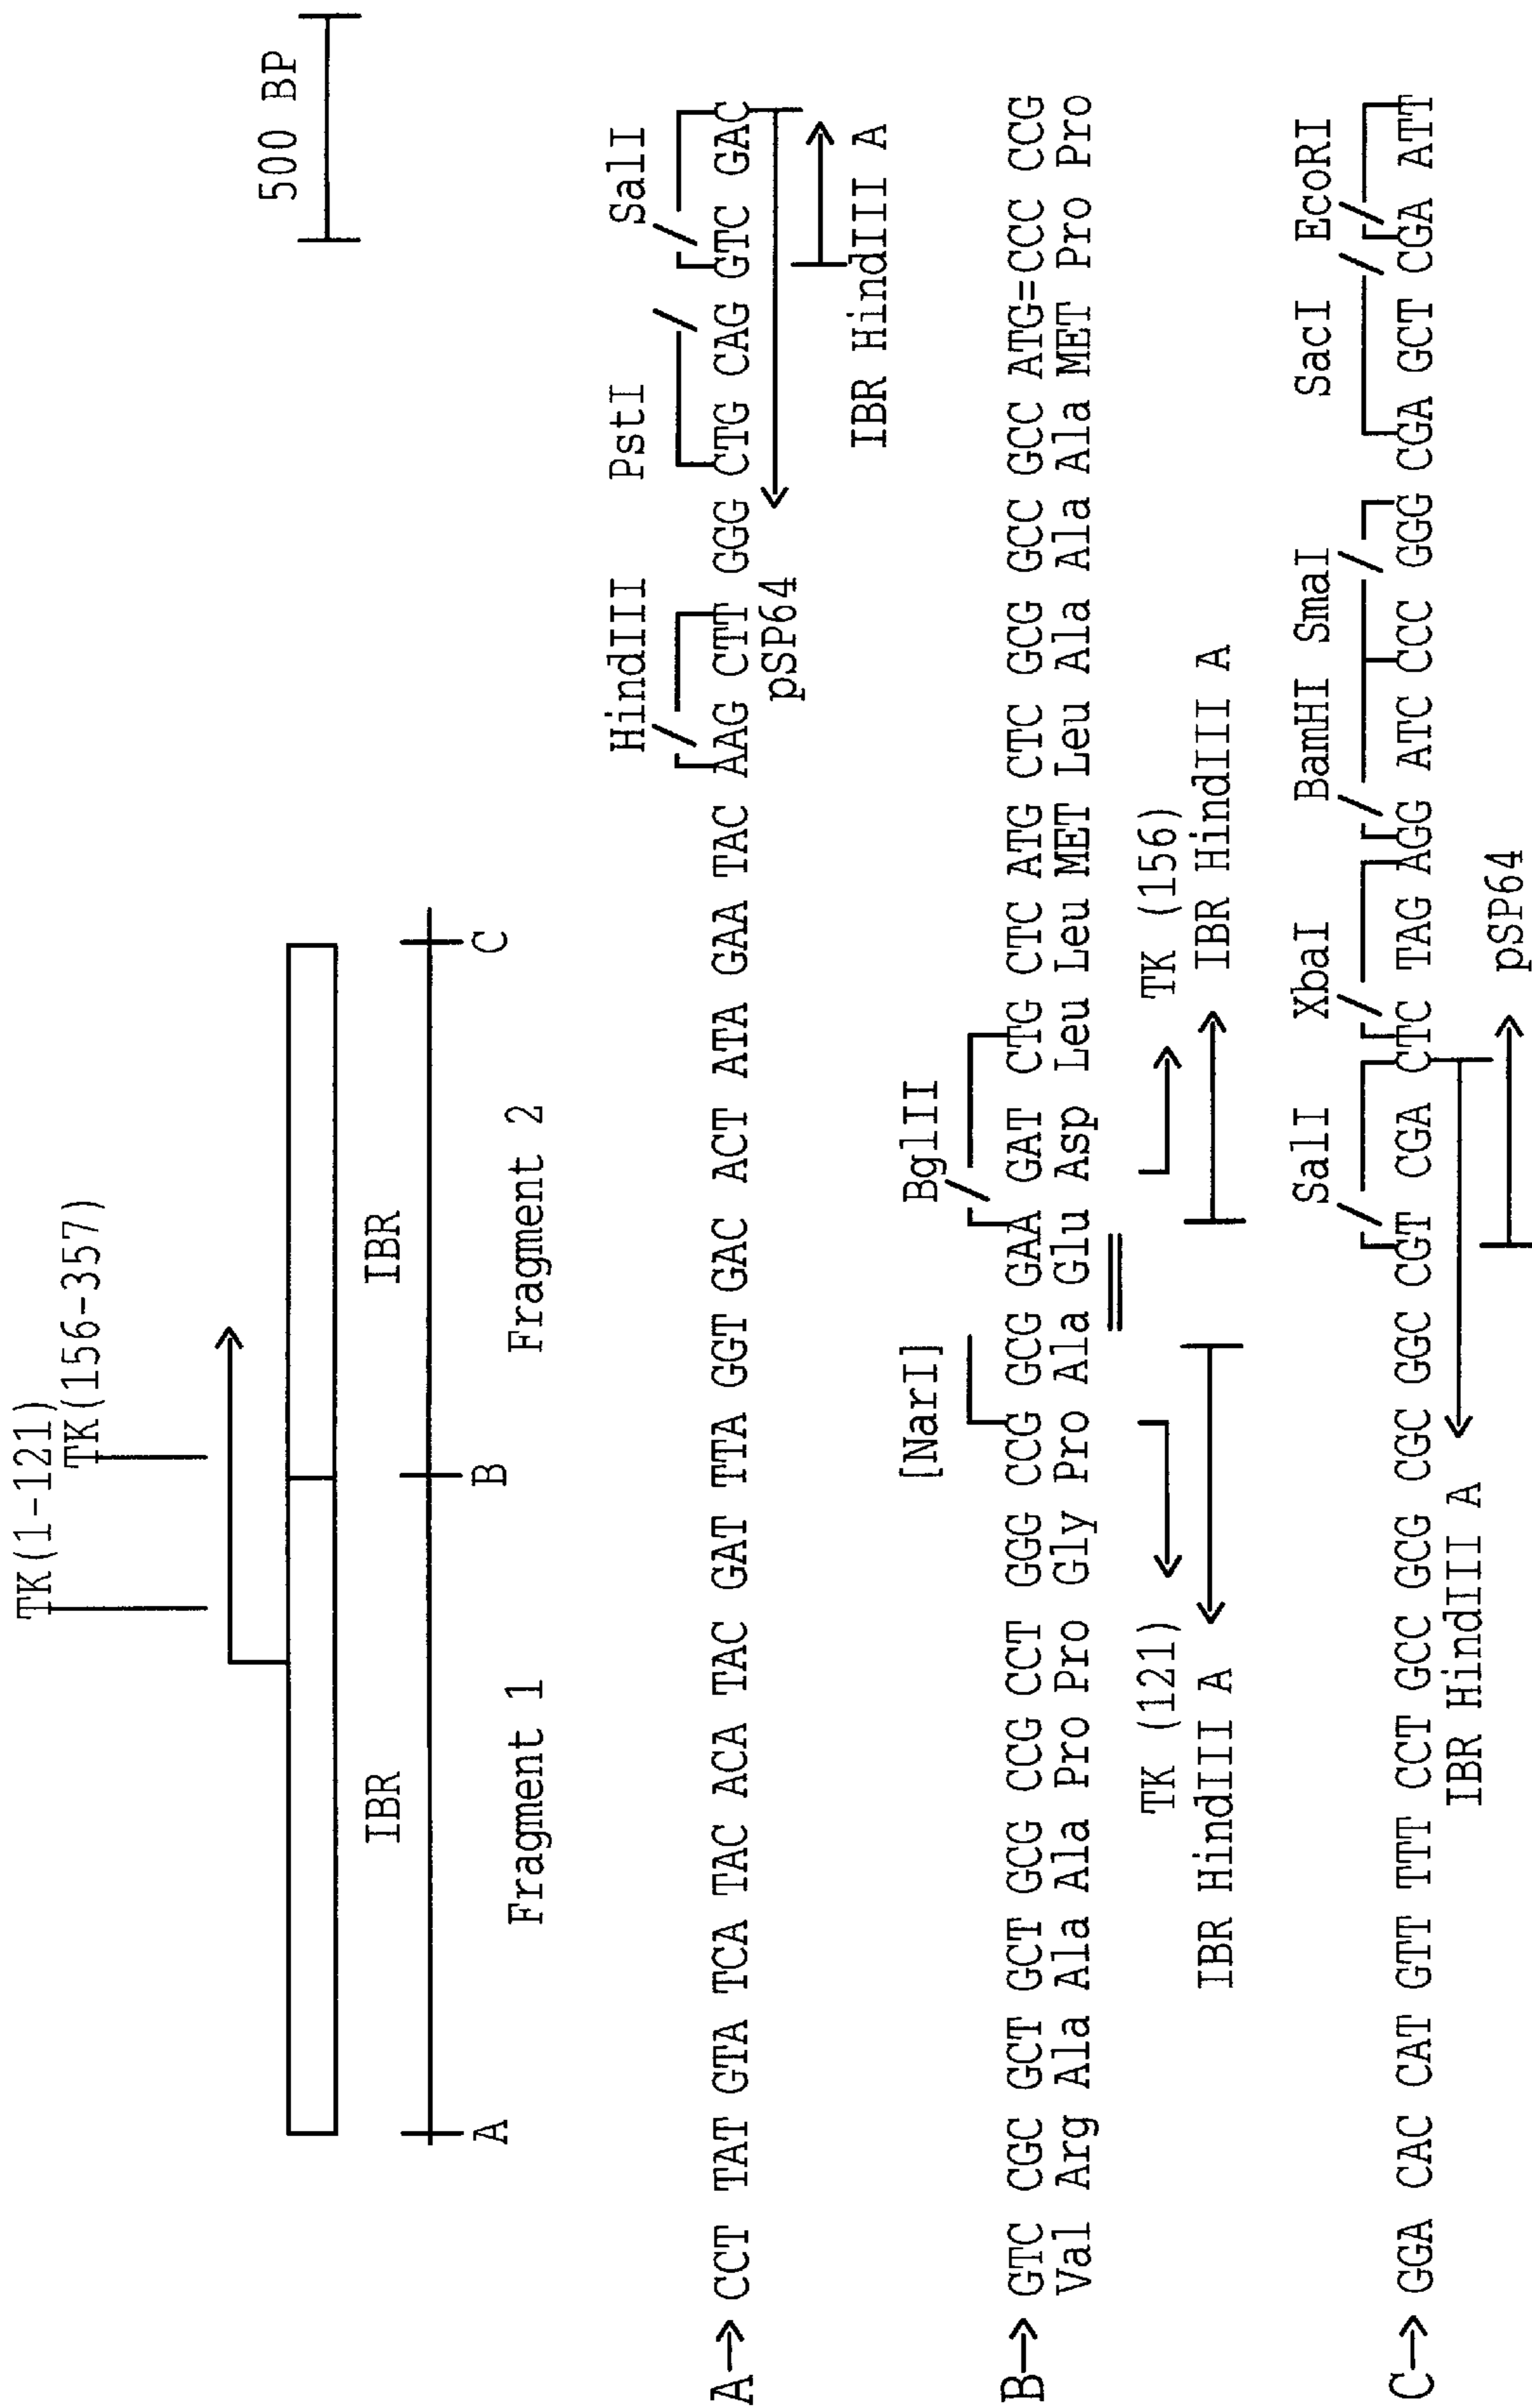 TK(1-121)
TK(156-357)
500 BP
IBR IBR
A B C
Fragment 1 Fragment 2
HindIII PstI SalI
A→ CCT TAT GTA TCA TAC ACA TAC GAT TTA GGT GAC ACT ATA GAA TAC AAG CTT GGG CTG CAG GTC GAC
pSP64
IBR HindIII A
[NarI] BglII
B→ GTC CGC GCT GCT GCG CCG CCT GGG CCG GCG GAA GAT CTG CTC ATG CTC GCG GCC GCC ATG=CCC CCG
Val Arg Ala Ala Ala Pro Pro Gly Pro Ala Glu Asp Leu Leu MET Leu Ala Ala Ala MET Pro Pro
TK (121) TK (156)
IBR HindIII A IBR HindIII A
SalI XbaI BamHI SmaI SacI EcoRI
C→ GGA CAC CAT GTT TTT CCT GCC GCG CGC GGC CGT CGA CTC TAG AGG ATC CCC GGG CGA GCT CGA ATT
IBR HindIII A
pSP64